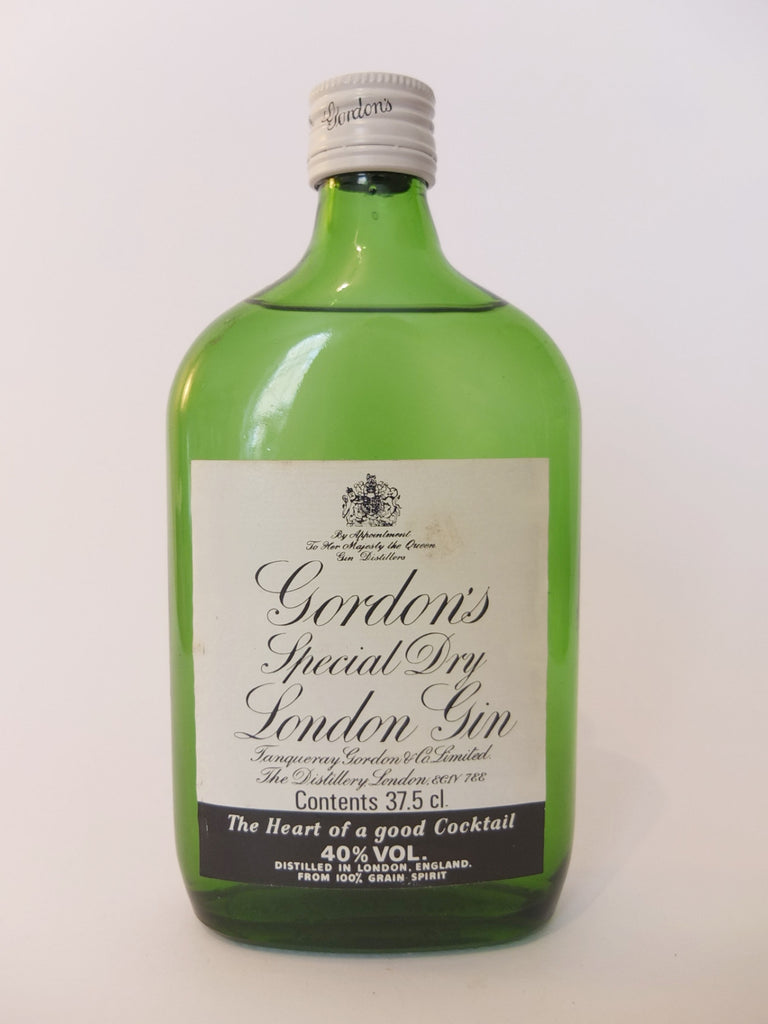 Gordon's
By Appointment
To Her Majesty the Queen
Gin Distillers
Gordon's
Special Dry
London Gin
Tanqueray Gordon & Co. Limited.
The Distillery, London, EC1V 7EE
Contents 37.5 cl.
The Heart of a good Cocktail
40% VOL.
DISTILLED IN LONDON, ENGLAND.
FROM 100% GRAIN SPIRIT